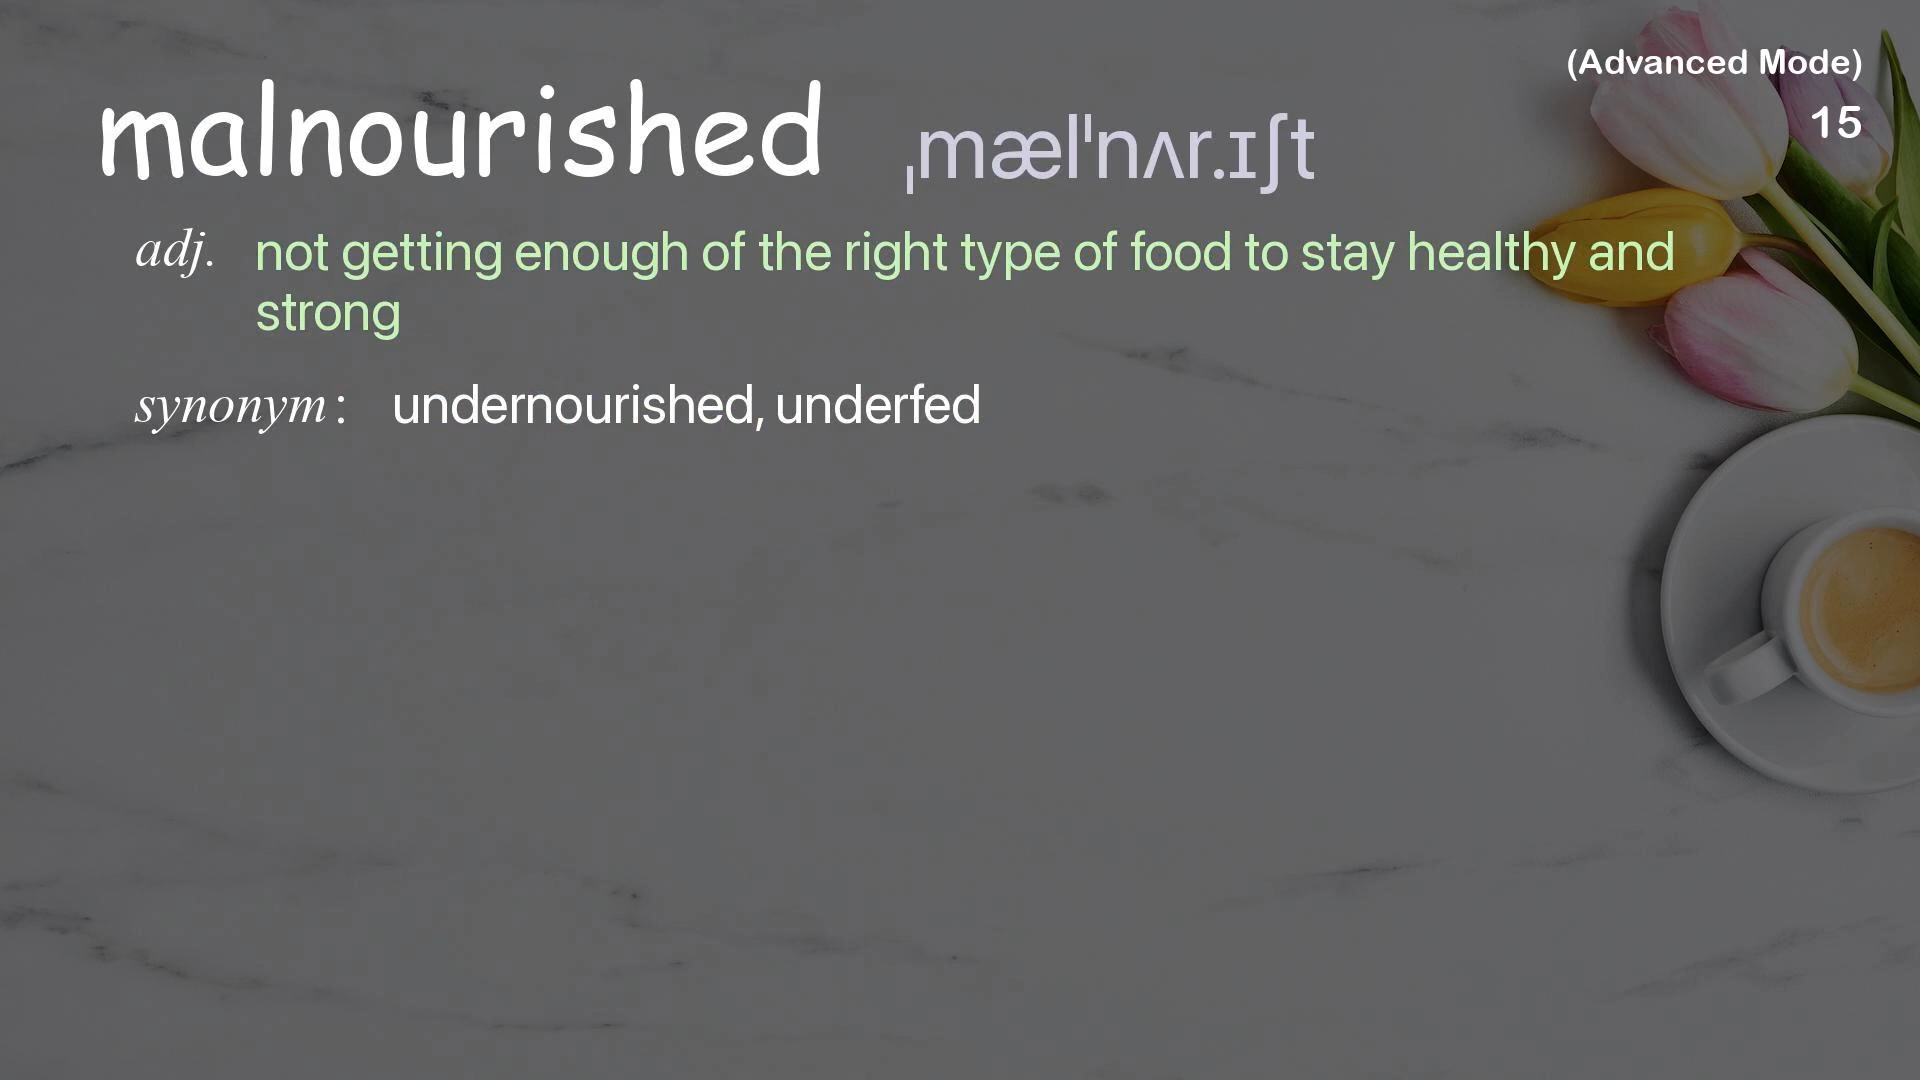 (Advanced Mode)
malnourished ˌmælˈnʌr.ɪʃt 15
adj. not getting enough of the right type of food to stay healthy and
strong
synonym: undernourished, underfed